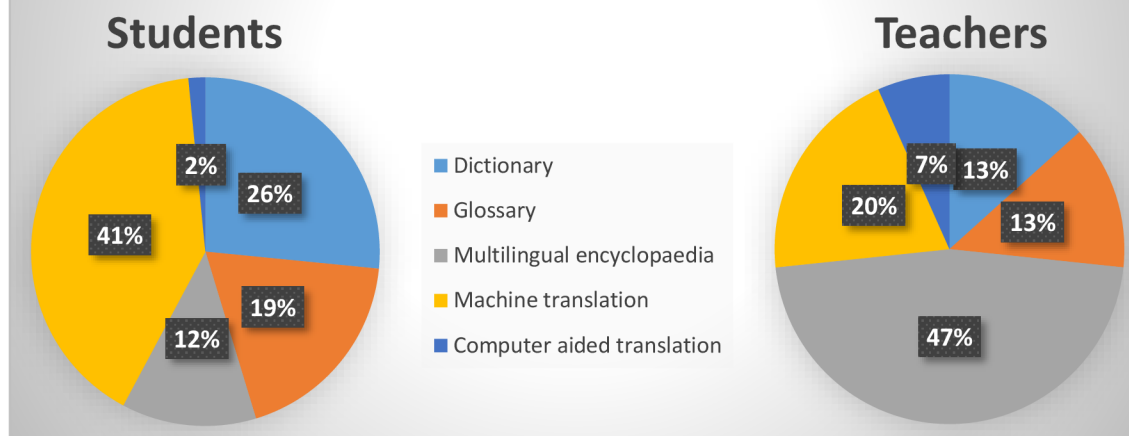 Students
Teachers
2%
26%
41%
19%
12%
Dictionary
Glossary
Multilingual encyclopaedia
Machine translation
Computer aided translation
7%
13%
20%
13%
47%